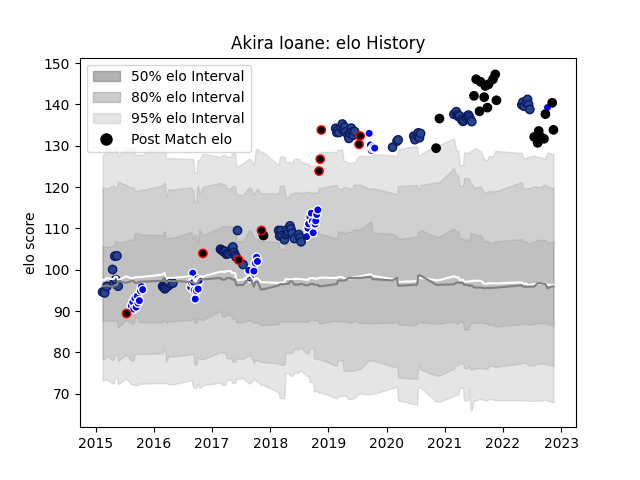 Akira Ioane: elo History
50% elo Interval
80% elo Interval
95% elo Interval
Post Match elo
elo score
150
140
130
120
110
100
90
80
70
2015 2016 2017 2018 2019 2020 2021 2022 2023